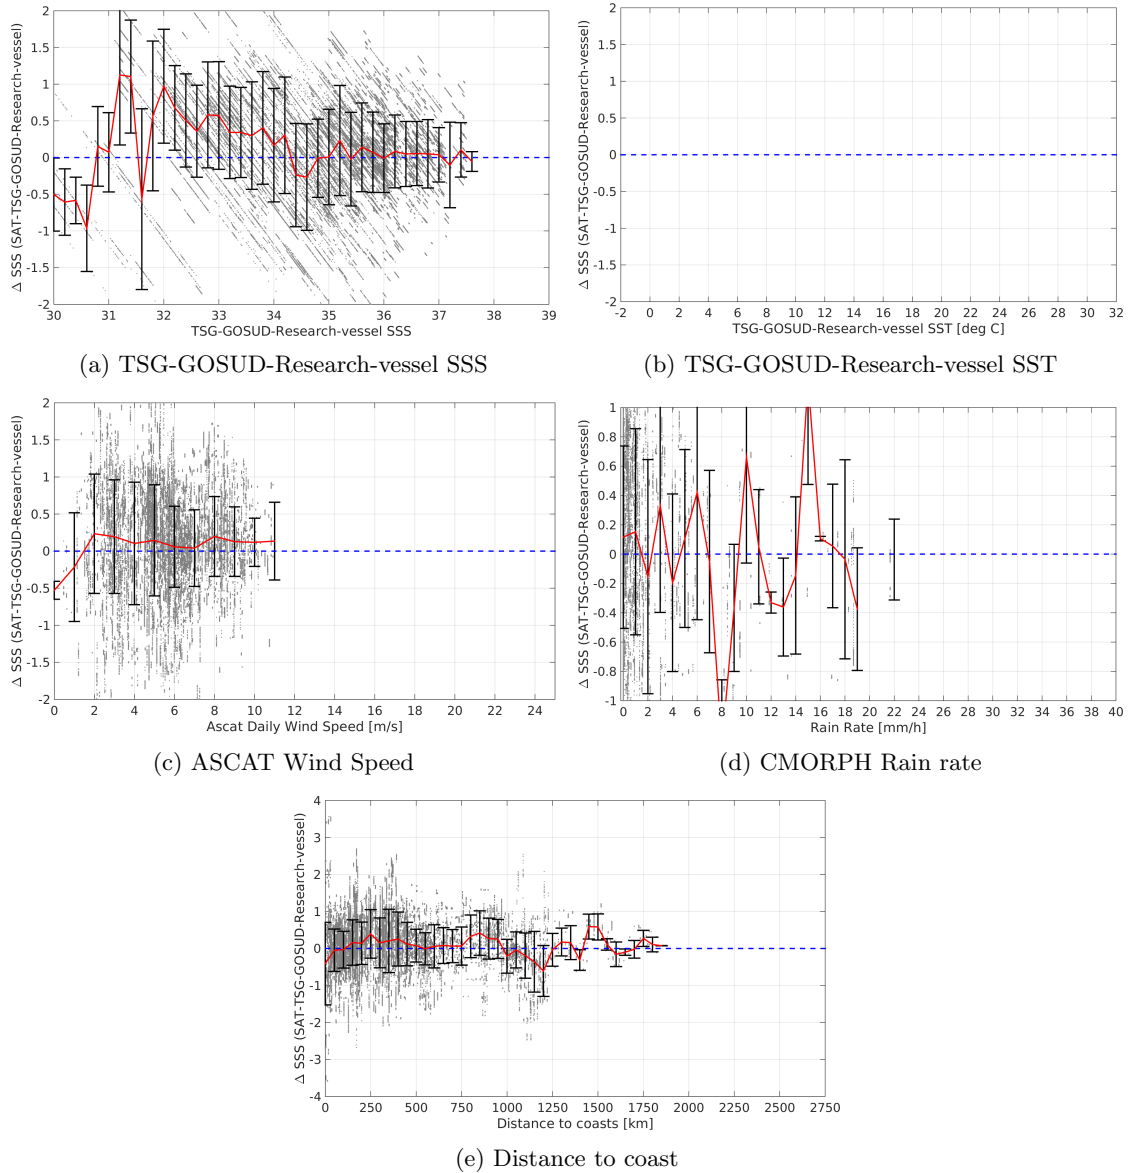 2
1.5
1
0.5
0
-0.5
-1
-1.5
-2
Δ SSS (SAT-TSG-GOSUD-Research-vessel)
30 31 32 33 34 35 36 37 38 39
TSG-GOSUD-Research-vessel SSS
(a) TSG-GOSUD-Research-vessel SSS
2
1.5
1
0.5
0
-0.5
-1
-1.5
-2
Δ SSS (SAT-TSG-GOSUD-Research-vessel)
-2 0 2 4 6 8 10 12 14 16 18 20 22 24 26 28 30 32
TSG-GOSUD-Research-vessel SST [deg C]
(b) TSG-GOSUD-Research-vessel SST
2
1.5
1
0.5
0
-0.5
-1
-1.5
-2
Δ SSS (SAT-TSG-GOSUD-Research-vessel)
0 2 4 6 8 10 12 14 16 18 20 22 24
Ascat Daily Wind Speed [m/s]
(c) ASCAT Wind Speed
1
0.8
0.6
0.4
0.2
0
-0.2
-0.4
-0.6
-0.8
-1
Δ SSS (SAT-TSG-GOSUD-Research-vessel)
0 2 4 6 8 10 12 14 16 18 20 22 24 26 28 30 32 34 36 38 40
Rain Rate [mm/h]
(d) CMORPH Rain rate
4
3
2
1
0
-1
-2
-3
-4
Δ SSS (SAT-TSG-GOSUD-Research-vessel)
0 250 500 750 1000 1250 1500 1750 2000 2250 2500 2750
Distance to coasts [km]
(e) Distance to coast